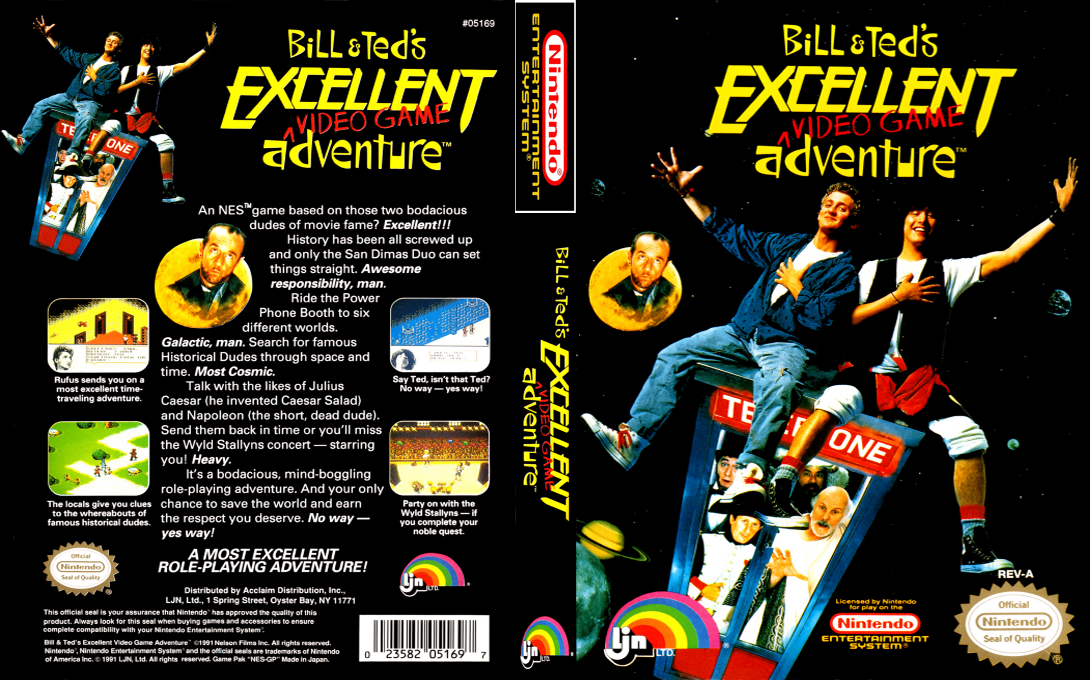 #05169
Bill & Ted's
EXCELLENT
VIDEO GAME
adventure™
TELEPHONE
An NES™ game based on those two bodacious
dudes of movie fame? Excellent!!!
History has been all screwed up
and only the San Dimas Duo can set
things straight. Awesome
responsibility, man.
Ride the Power
Phone Booth to six
different worlds.
Galactic, man. Search for famous
Historical Dudes through space and
time. Most Cosmic.
Talk with the likes of Julius
Caesar (he invented Caesar Salad)
and Napoleon (the short, dead dude).
Send them back in time or you'll miss
the Wyld Stallyns concert — starring
you! Heavy.
It's a bodacious, mind-boggling
role-playing adventure. And your only
chance to save the world and earn
the respect you deserve. No way —
yes way!
Rufus sends you on a
most excellent time-
traveling adventure.
Say Ted, isn't that Ted?
No way — yes way!
The locals give you clues
to the whereabouts of
famous historical dudes.
Party on with the
Wyld Stallyns — if
you complete your
noble quest.
A MOST EXCELLENT
ROLE-PLAYING ADVENTURE!
Official
Nintendo
Seal of Quality
®
Distributed by Acclaim Distribution, Inc.,
LJN, Ltd., 1 Spring Street, Oyster Bay, NY 11771
ljn LTD.®
This official seal is your assurance that Nintendo® has approved the quality of this
product. Always look for this seal when buying games and accessories to ensure
complete compatibility with your Nintendo Entertainment System®.
Bill & Ted's Excellent Video Game Adventure™ ©1991 Nelson Films Inc. All rights reserved.
Nintendo®, Nintendo Entertainment System® and the official seals are trademarks of Nintendo
of America Inc. © 1991 LJN, Ltd. All rights reserved. Game Pak "NES-GP" Made in Japan.
0 23582 05169 7
Nintendo®
ENTERTAINMENT
SYSTEM®
Bill & Ted's
EXCELLENT
VIDEO GAME
adventure™
ljn LTD.
Bill & Ted's
EXCELLENT
VIDEO GAME
adventure™
TE E ONE
REV-A
ljn LTD.®
Licensed by Nintendo
for play on the
Nintendo
ENTERTAINMENT
SYSTEM®
Official
Nintendo
Seal of Quality
®